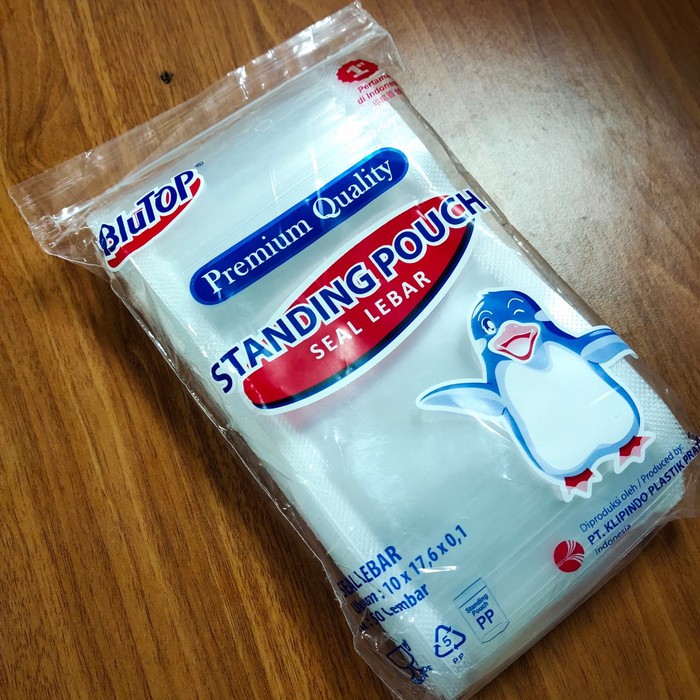 BluTOP
1st
Pertama
di Indonesia
Premium Quality
STANDING POUCH
SEAL LEBAR
Diproduksi oleh / Produced by:
PT. KLIPINDO PLASTIK
Indonesia
SEAL LEBAR
: 10 x 17,6 x 0,1
Lembar
Standing
Pouch
PP
5
PP